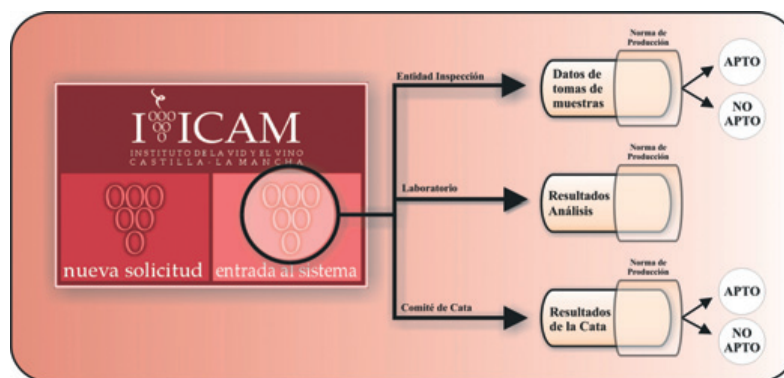 IVICAM
INSTITUTO DE LA VID Y EL VINO
CASTILLA-LA MANCHA
nueva solicitud
entrada al sistema
Entidad Inspección
Datos de
tomas de
muestras
Norma de
Producción
APTO
NO
APTO
Laboratorio
Resultados
Análisis
Norma de
Producción
Comité de Cata
Resultados
de la Cata
Norma de
Producción
APTO
NO
APTO